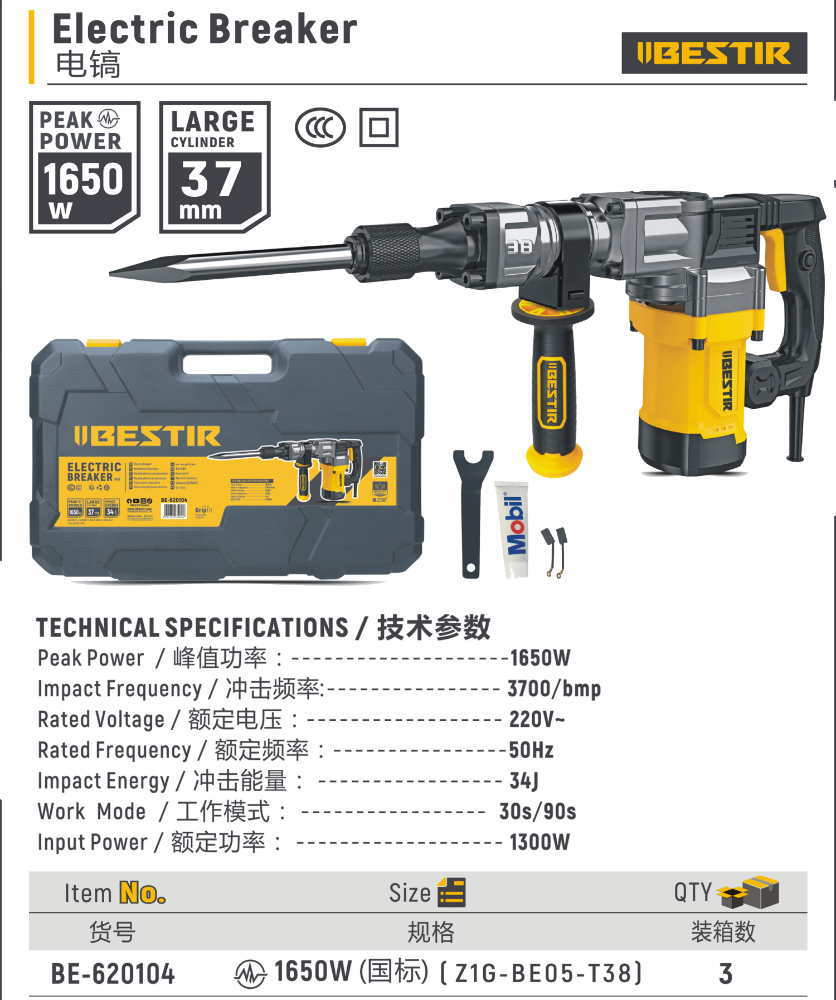 Electric Breaker
电镐
BESTIR
PEAK
POWER
1650
W
LARGE
CYLINDER
37
mm
CCC
38
BESTIR
BESTIR
BESTIR
ELECTRIC
BREAKER
BE-620104
Mobil
TECHNICAL SPECIFICATIONS / 技术参数
Peak Power / 峰值功率：--------------------1650W
Impact Frequency / 冲击频率:---------------- 3700/bmp
Rated Voltage / 额定电压：------------------ 220V~
Rated Frequency / 额定频率：----------------50Hz
Impact Energy / 冲击能量：------------------- 34J
Work Mode / 工作模式：----------------- 30s/90s
Input Power / 额定功率：------------------- 1300W
Item No. Size QTY
货号 规格 装箱数
BE-620104 1650W (国标) ( Z1G-BE05-T38) 3